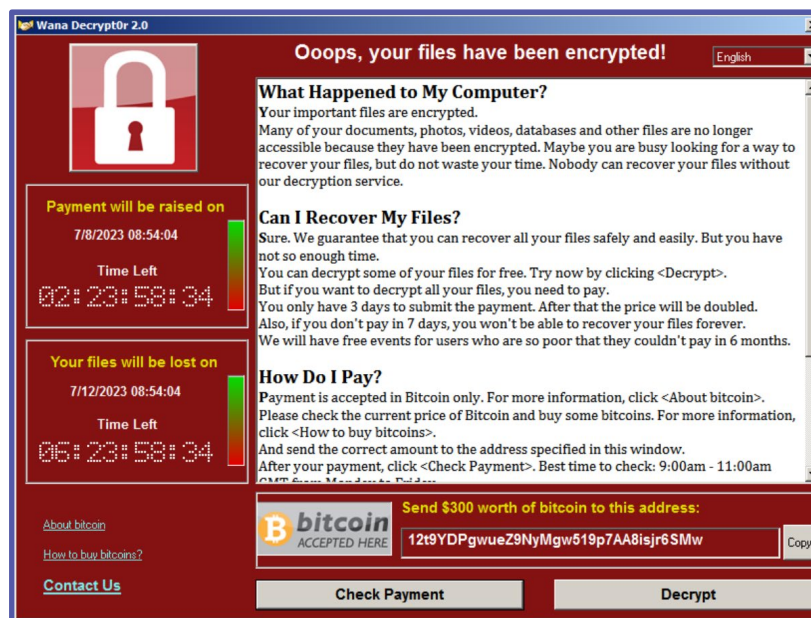 Wana Decrypt0r 2.0
Ooops, your files have been encrypted!
English
What Happened to My Computer?
Your important files are encrypted.
Many of your documents, photos, videos, databases and other files are no longer
accessible because they have been encrypted. Maybe you are busy looking for a way to
recover your files, but do not waste your time. Nobody can recover your files without
our decryption service.
Can I Recover My Files?
Sure. We guarantee that you can recover all your files safely and easily. But you have
not so enough time.
You can decrypt some of your files for free. Try now by clicking <Decrypt>.
But if you want to decrypt all your files, you need to pay.
You only have 3 days to submit the payment. After that the price will be doubled.
Also, if you don't pay in 7 days, you won't be able to recover your files forever.
We will have free events for users who are so poor that they couldn't pay in 6 months.
How Do I Pay?
Payment is accepted in Bitcoin only. For more information, click <About bitcoin>.
Please check the current price of Bitcoin and buy some bitcoins. For more information,
click <How to buy bitcoins>.
And send the correct amount to the address specified in this window.
After your payment, click <Check Payment>. Best time to check: 9:00am - 11:00am
GMT from Monday to Friday.
Payment will be raised on
7/8/2023 08:54:04
Time Left
02:23:58:34
Your files will be lost on
7/12/2023 08:54:04
Time Left
06:23:58:34
About bitcoin
How to buy bitcoins?
Contact Us
bitcoin
ACCEPTED HERE
Send $300 worth of bitcoin to this address:
12t9YDPgwueZ9NyMgw519p7AA8isjr6SMw
Copy
Check Payment
Decrypt